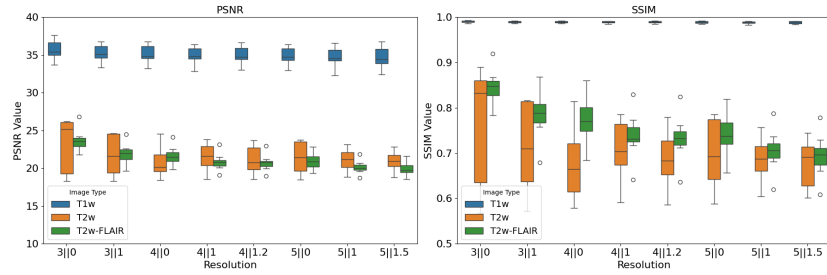 PSNR
40
35
30
25
20
15
10
PSNR Value
Image Type
T1w
T2w
T2w-FLAIR
3||0 3||1 4||0 4||1 4||1.2 5||0 5||1 5||1.5
Resolution
SSIM
1.0
0.9
0.8
0.7
0.6
0.5
SSIM Value
Image Type
T1w
T2w
T2w-FLAIR
3||0 3||1 4||0 4||1 4||1.2 5||0 5||1 5||1.5
Resolution